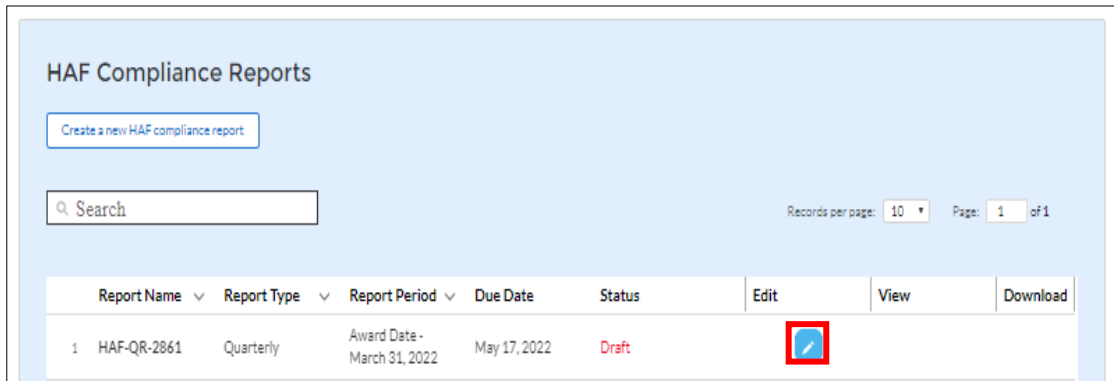 HAF Compliance Reports
Create a new HAF compliance report
Search
Records per page: 10 Page: 1 of 1
Report Name Report Type Report Period Due Date Status Edit View Download
1 HAF-QR-2861 Quarterly Award Date - March 31, 2022 May 17, 2022 Draft